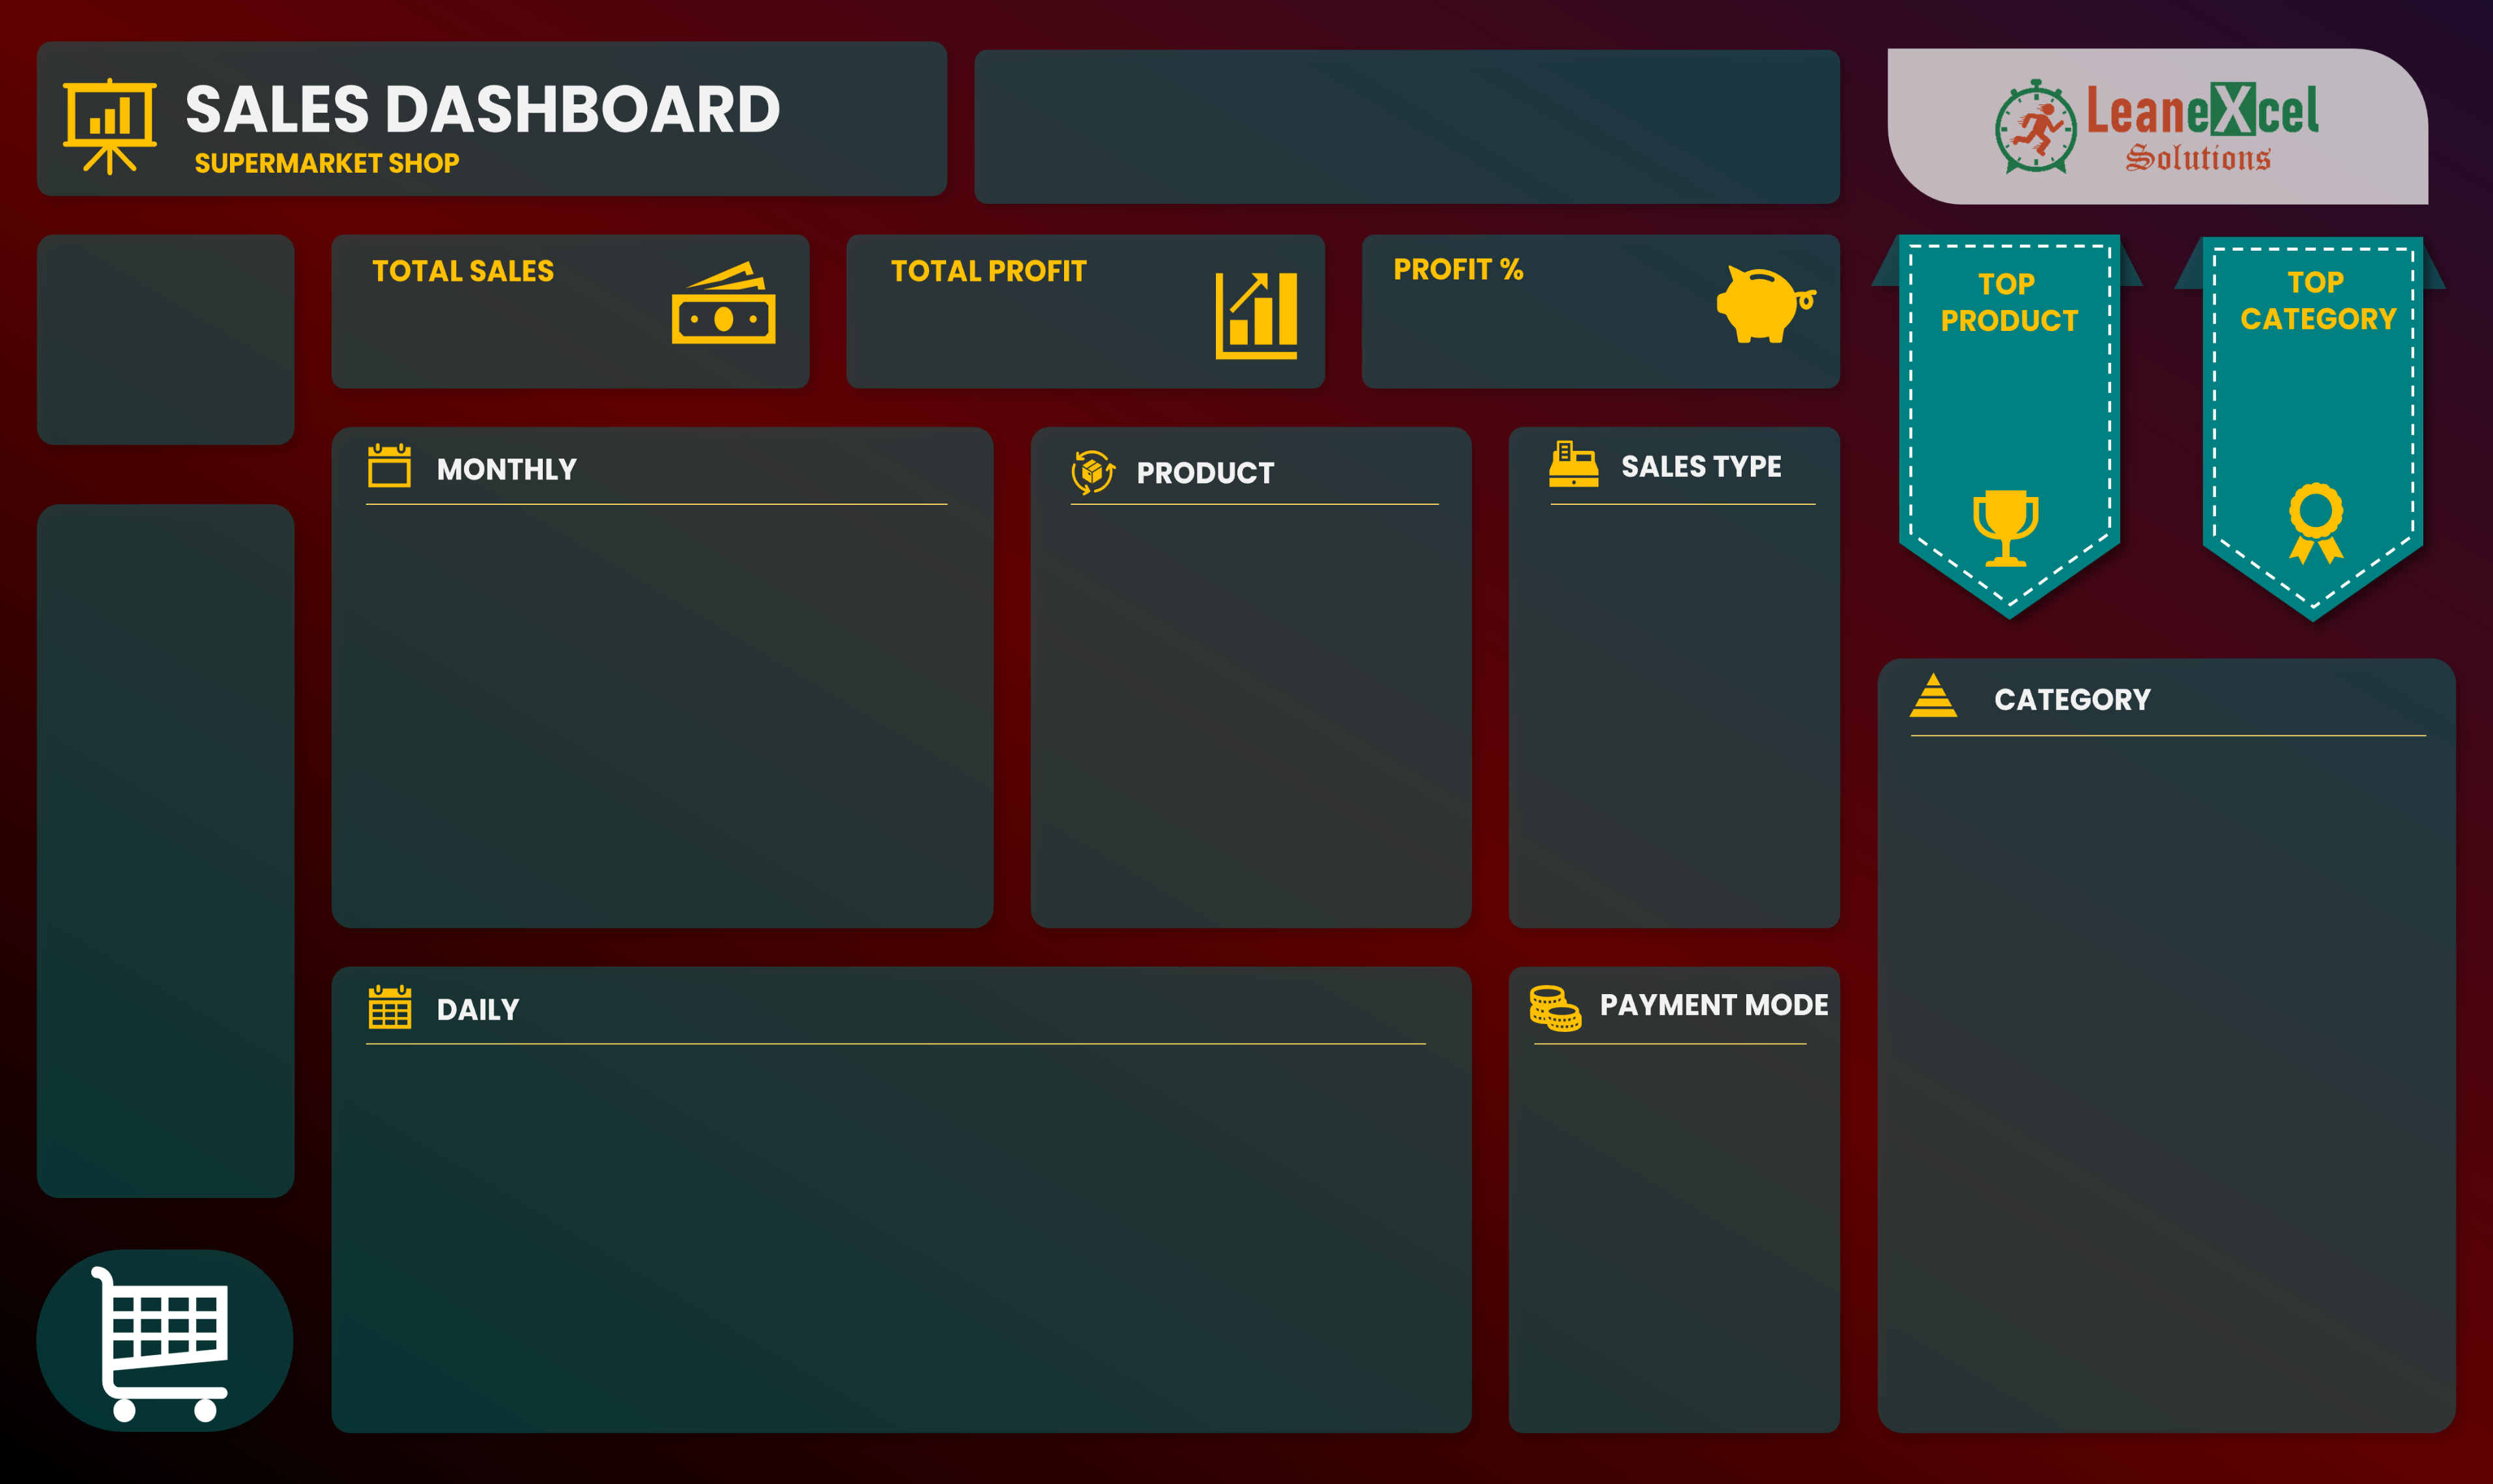 SALES DASHBOARD
SUPERMARKET SHOP
LeaneXcel
Solutions
TOTAL SALES
TOTAL PROFIT
PROFIT %
TOP
PRODUCT
TOP
CATEGORY
MONTHLY
PRODUCT
SALES TYPE
CATEGORY
DAILY
PAYMENT MODE